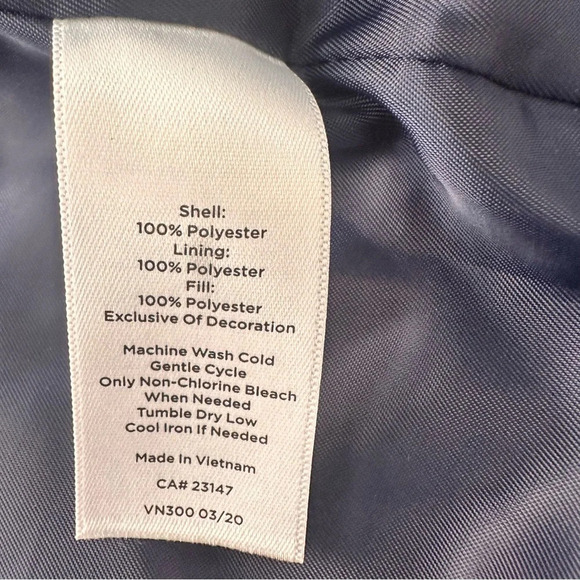 Shell:
100% Polyester
Lining:
100% Polyester
Fill:
100% Polyester
Exclusive Of Decoration
Machine Wash Cold
Gentle Cycle
Only Non-Chlorine Bleach
When Needed
Tumble Dry Low
Cool Iron If Needed
Made In Vietnam
CA# 23147
VN300 03/20